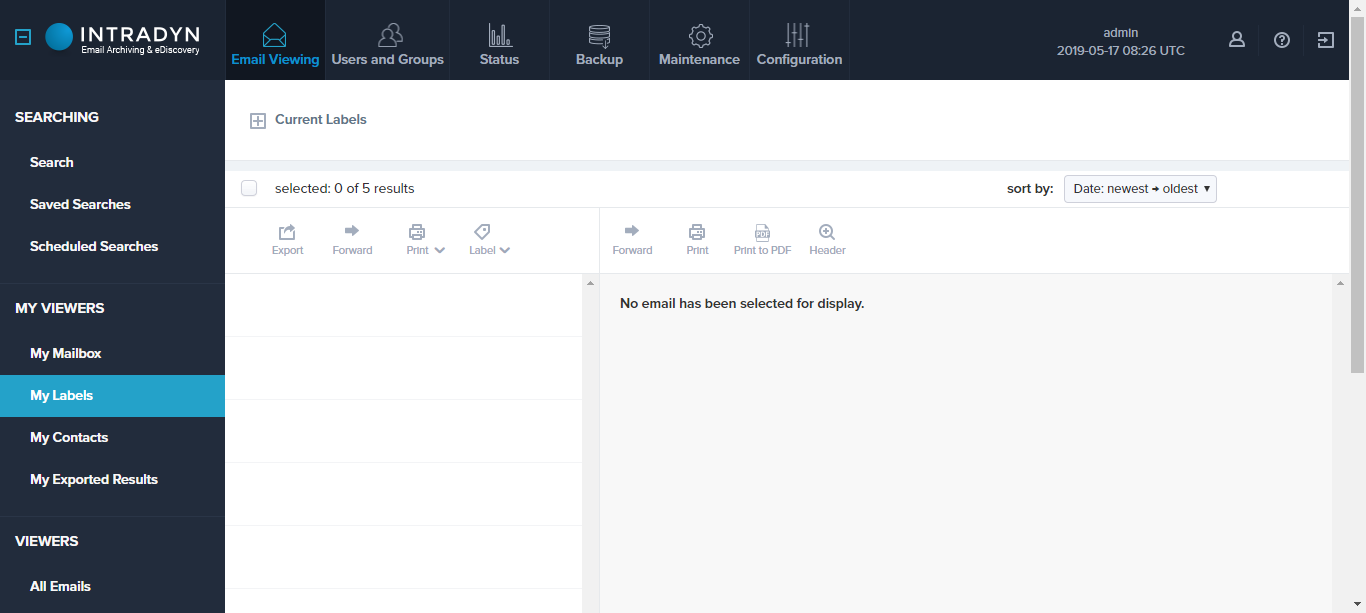 INTRADYN
Email Archiving & eDiscovery
Email Viewing
Users and Groups
Status
Backup
Maintenance
Configuration
admin
2019-05-17 08:26 UTC
SEARCHING
Search
Saved Searches
Scheduled Searches
MY VIEWERS
My Mailbox
My Labels
My Contacts
My Exported Results
VIEWERS
All Emails
Current Labels
selected: 0 of 5 results
sort by:
Date: newest → oldest
Export
Forward
Print
Label
Forward
Print
PDF
Print to PDF
Header
No email has been selected for display.